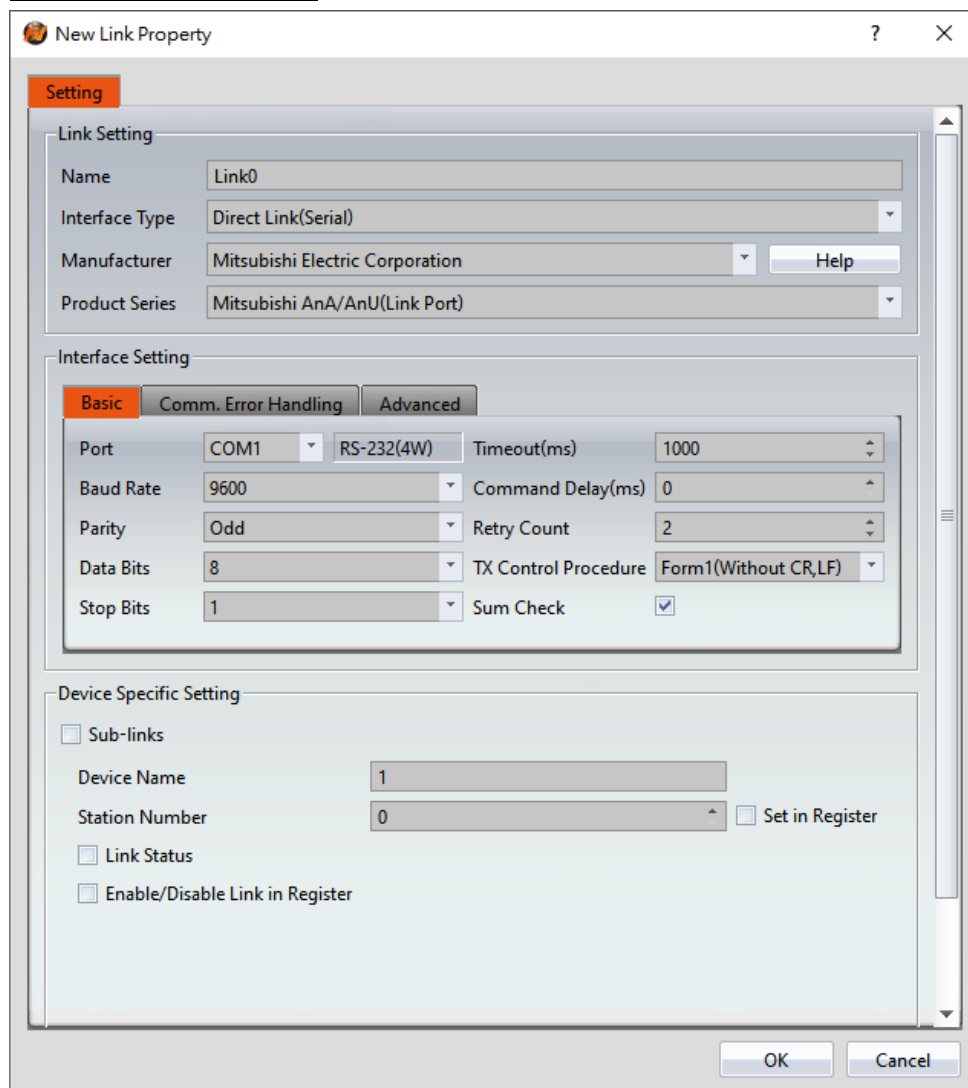 New Link Property ? ×
Setting
Link Setting
Name Link0
Interface Type Direct Link(Serial)
Manufacturer Mitsubishi Electric Corporation Help
Product Series Mitsubishi AnA/AnU(Link Port)
Interface Setting
Basic Comm. Error Handling Advanced
Port COM1 RS-232(4W) Timeout(ms) 1000
Baud Rate 9600 Command Delay(ms) 0
Parity Odd Retry Count 2
Data Bits 8 TX Control Procedure Form1(Without CR,LF)
Stop Bits 1 Sum Check
Device Specific Setting
Sub-links
Device Name 1
Station Number 0 Set in Register
Link Status
Enable/Disable Link in Register
OK Cancel